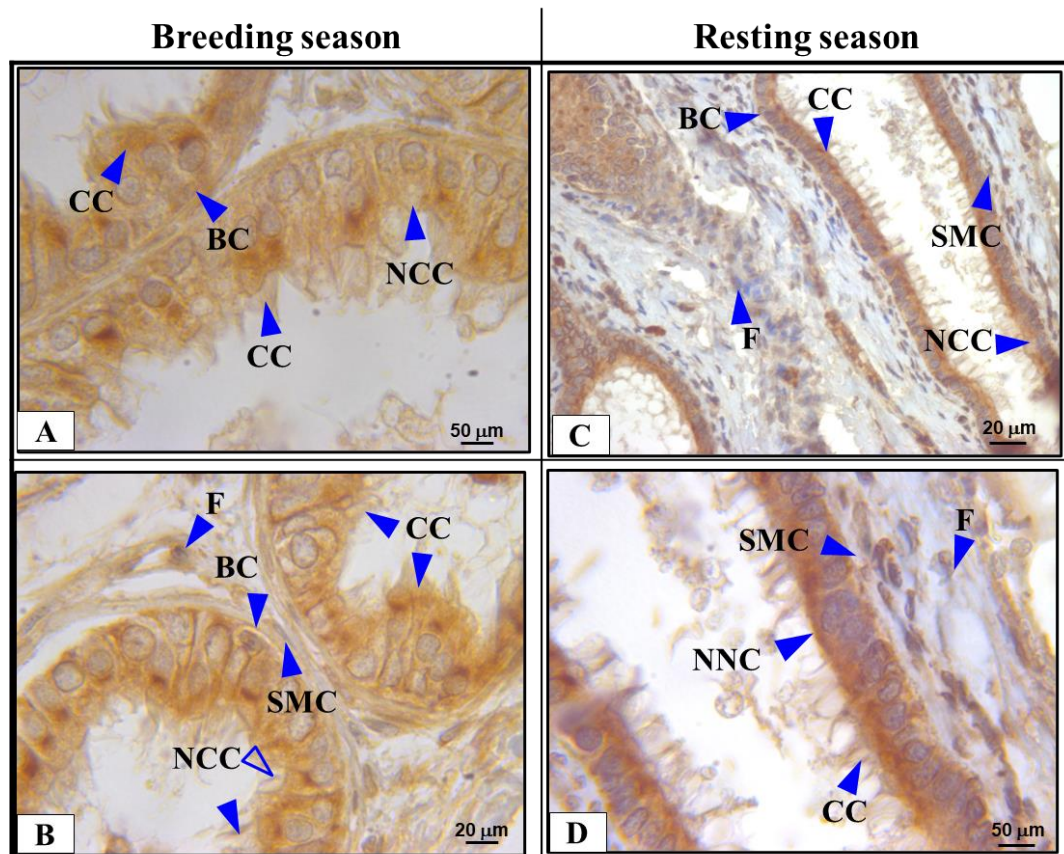 Breeding season
Resting season
CC
BC
NCC
CC
A
50 μm
BC
CC
SMC
NCC
F
C
20 μm
F
CC
BC
SMC
NCC
B
20 μm
SMC
F
NNC
CC
D
50 μm